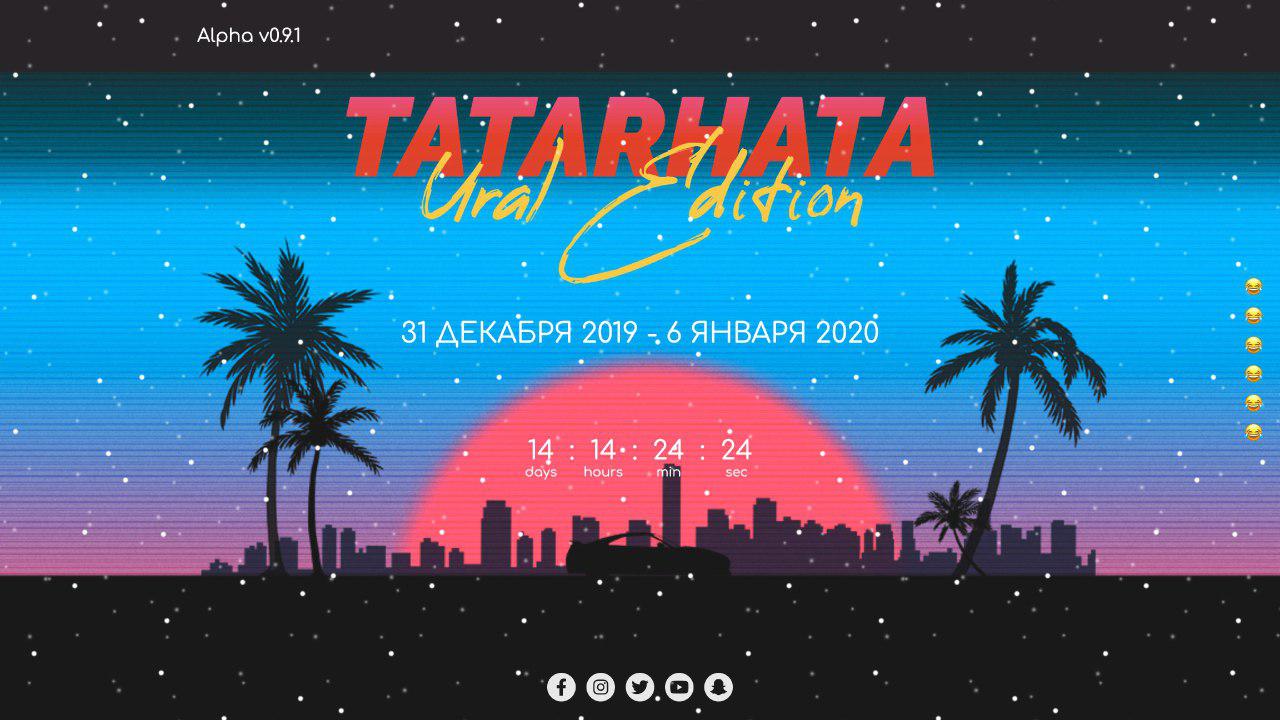 Alpha v0.9.1
TATARHATA
Ural Edition
31 ДЕКАБРЯ 2019 - 6 ЯНВАРЯ 2020
14 : 14 : 24 : 24
days hours min sec